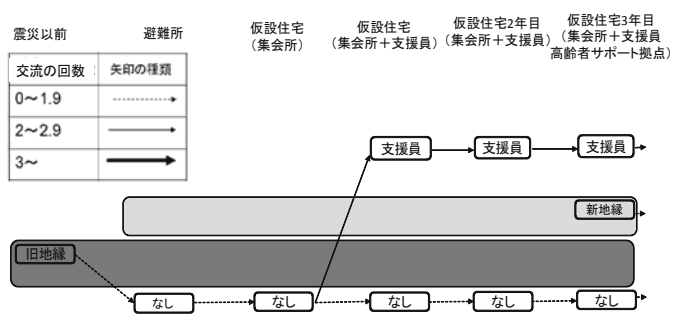 震災以前
避難所
仮設住宅
（集会所）
仮設住宅
（集会所＋支援員）
仮設住宅2年目
（集会所＋支援員）
仮設住宅3年目
（集会所＋支援員
高齢者サポート拠点）
交流の回数 矢印の種類
0～1.9
2～2.9
3～
支援員 支援員 支援員
新地縁
旧地縁
なし なし なし なし なし